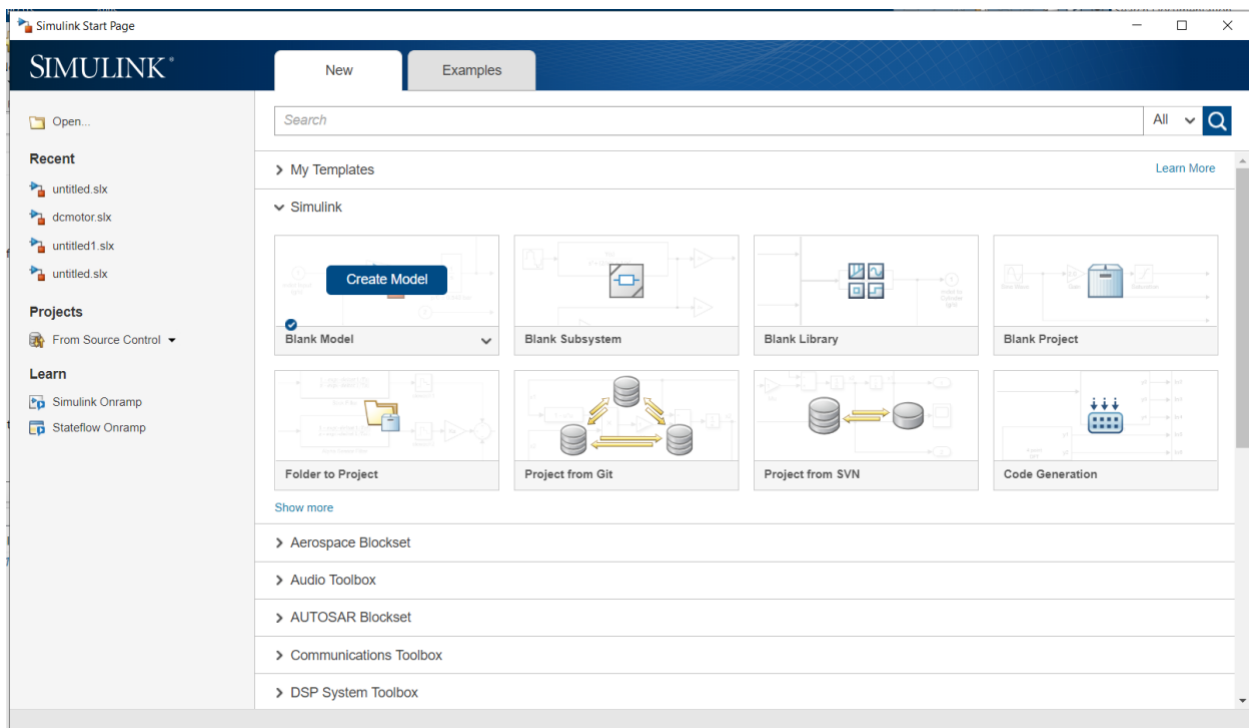 Simulink Start Page
SIMULINK®
New
Examples
Open...
Recent
untitled.slx
dcmotor.slx
untitled1.slx
untitled.slx
Projects
From Source Control
Learn
Simulink Onramp
Stateflow Onramp
Search
All
My Templates
Learn More
Simulink
Create Model
Blank Model
Blank Subsystem
Blank Library
Blank Project
Folder to Project
Project from Git
Project from SVN
Code Generation
Show more
Aerospace Blockset
Audio Toolbox
AUTOSAR Blockset
Communications Toolbox
DSP System Toolbox